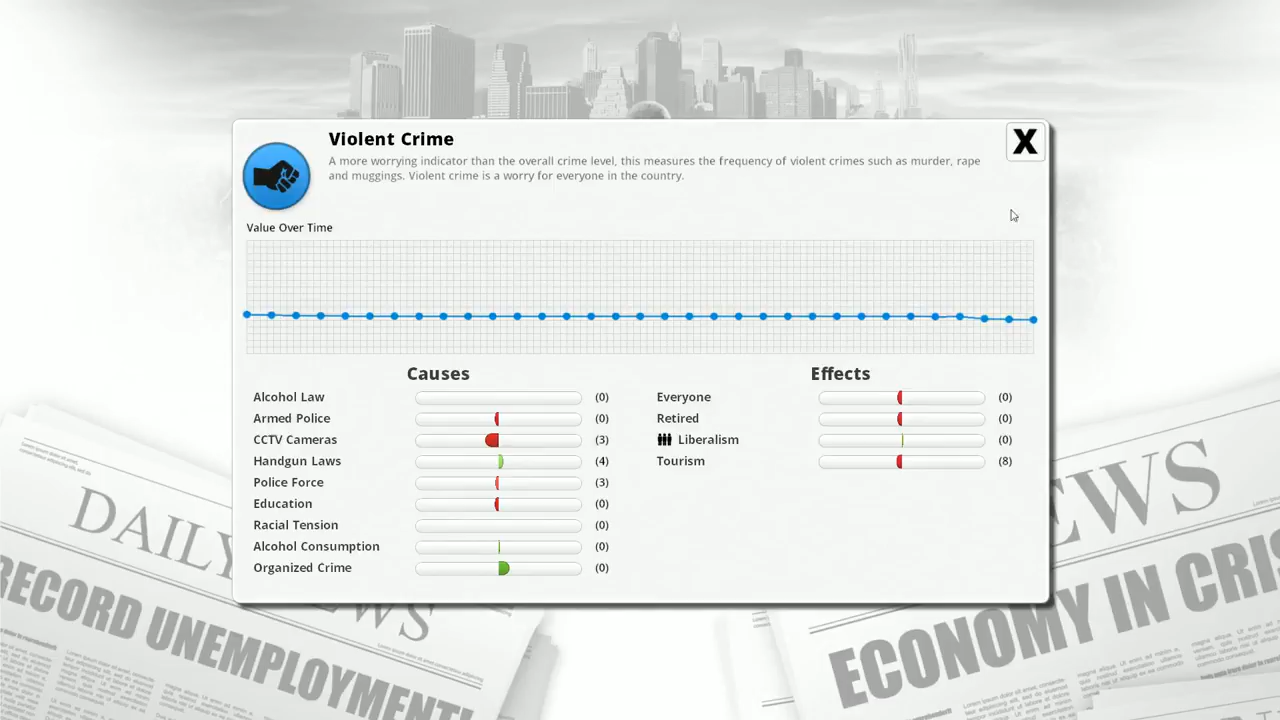 Violent Crime
X
A more worrying indicator than the overall crime level, this measures the frequency of violent crimes such as murder, rape
and muggings. Violent crime is a worry for everyone in the country.
Value Over Time
Causes
Alcohol Law (0)
Armed Police (0)
CCTV Cameras (3)
Handgun Laws (4)
Police Force (3)
Education (0)
Racial Tension (0)
Alcohol Consumption (0)
Organized Crime (0)
Effects
Everyone (0)
Retired (0)
Liberalism (0)
Tourism (8)
DAILY
EWS
RECORD UNEMPLOYMENT!
EWS
ECONOMY IN CRIS